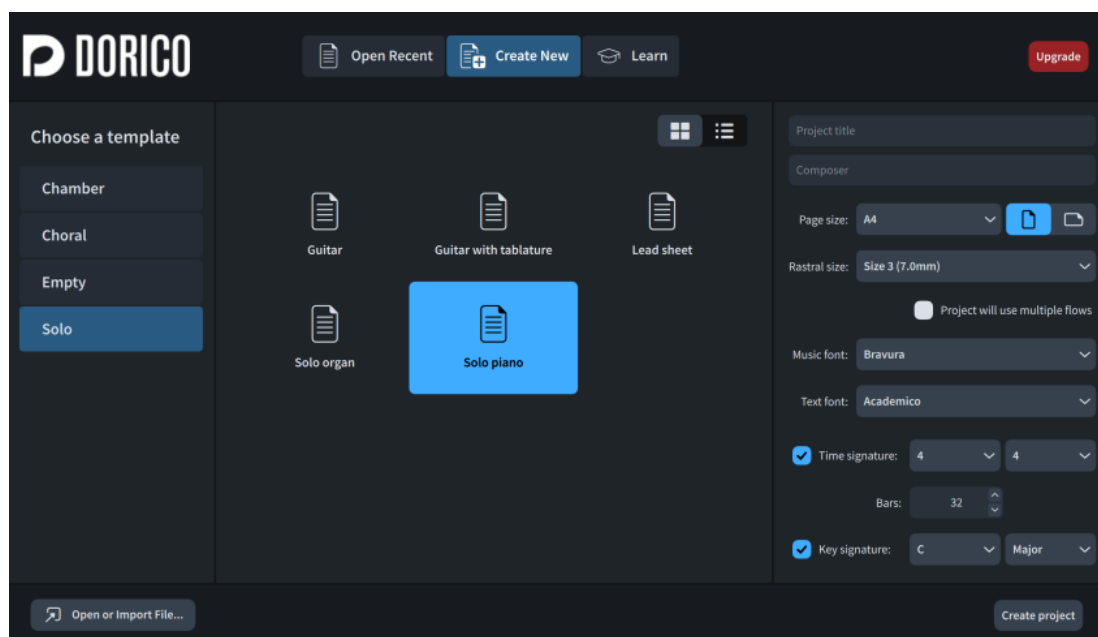 DORICO
Open Recent
Create New
Learn
Upgrade
Choose a template
Chamber
Choral
Empty
Solo
Guitar
Guitar with tablature
Lead sheet
Solo organ
Solo piano
Project title
Composer
Page size: A4
Rastral size: Size 3 (7.0mm)
Project will use multiple flows
Music font: Bravura
Text font: Academico
Time signature: 4 4
Bars: 32
Key signature: C Major
Open or Import File...
Create project